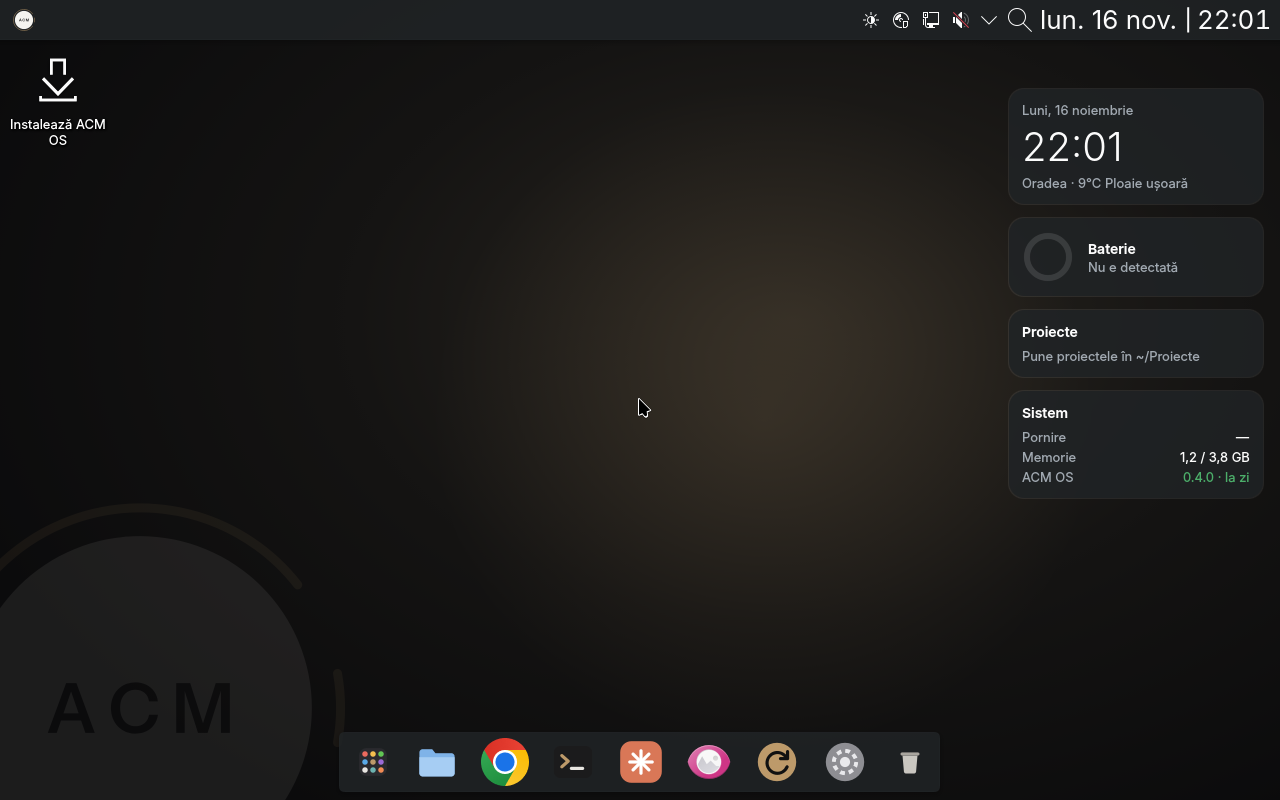 ACM
lun. 16 nov. | 22:01
Instalează ACM
OS
Luni, 16 noiembrie
22:01
Oradea · 9°C Ploaie ușoară
Baterie
Nu e detectată
Proiecte
Pune proiectele în ~/Proiecte
Sistem
Pornire —
Memorie 1,2 / 3,8 GB
ACM OS 0.4.0 · la zi
ACM